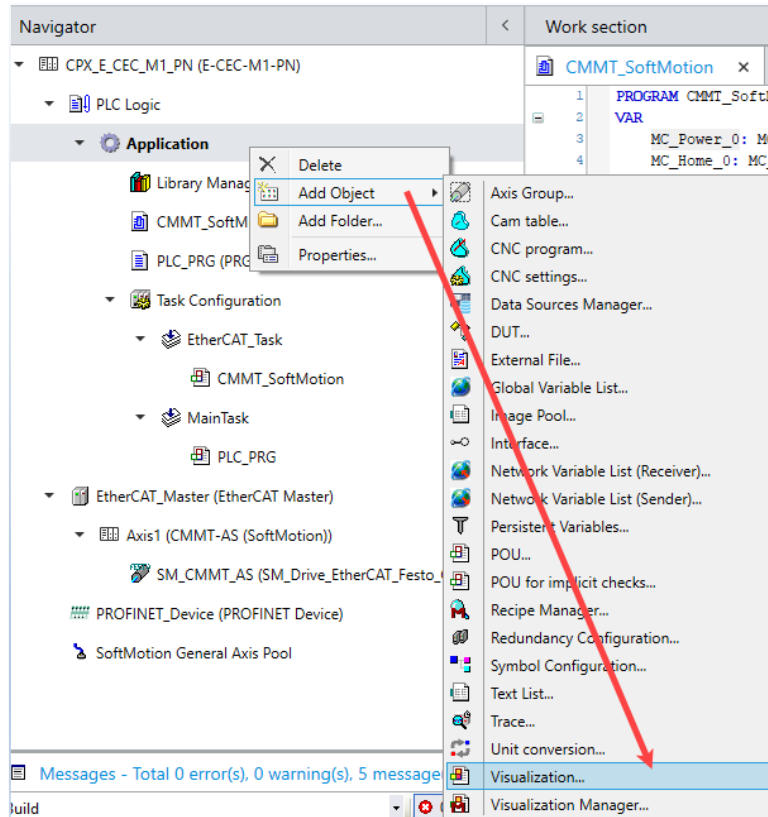 Navigator
<
Work section
CPX_E_CEC_M1_PN (E-CEC-M1-PN)
CMMT_SoftMotion ×
PLC Logic
Application
Library Manag
CMMT_SoftM
PLC_PRG (PRG
Task Configuration
EtherCAT_Task
CMMT_SoftMotion
MainTask
PLC_PRG
EtherCAT_Master (EtherCAT Master)
Axis1 (CMMT-AS (SoftMotion))
SM_CMMT_AS (SM_Drive_EtherCAT_Festo_
PROFINET_Device (PROFINET Device)
SoftMotion General Axis Pool
1 PROGRAM CMMT_Soft
2 VAR
3 MC_Power_0: M
4 MC_Home_0: MC_
Delete
Add Object
Add Folder...
Properties...
Axis Group...
Cam table...
CNC program...
CNC settings...
Data Sources Manager...
DUT...
External File...
Global Variable List...
Image Pool...
Interface...
Network Variable List (Receiver)...
Network Variable List (Sender)...
Persistent Variables...
POU...
POU for implicit checks...
Recipe Manager...
Redundancy Configuration...
Symbol Configuration...
Text List...
Trace...
Unit conversion...
Visualization...
Visualization Manager...
Messages - Total 0 error(s), 0 warning(s), 5 message
Build